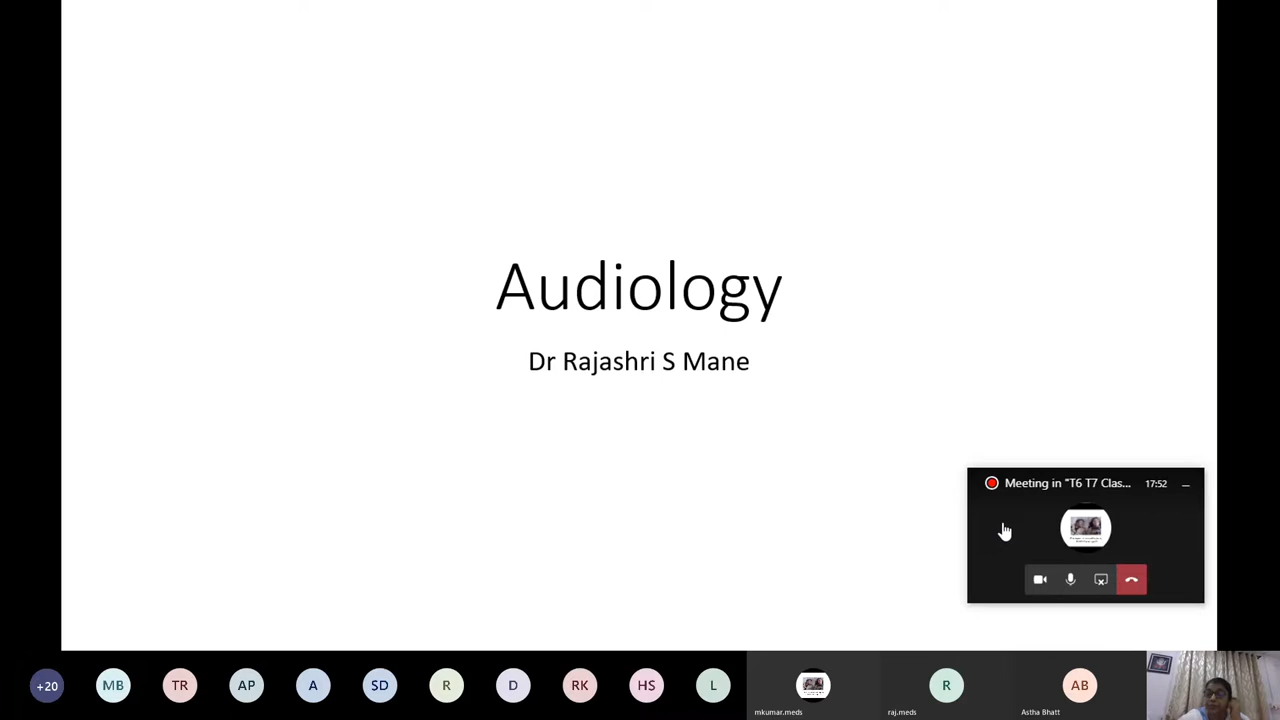 Audiology
Dr Rajashri S Mane
Meeting in "T6 T7 Clas... 17:52
+20 MB TR AP A SD R D RK HS L R AB
mkumar.meds raj.meds Astha Bhatt